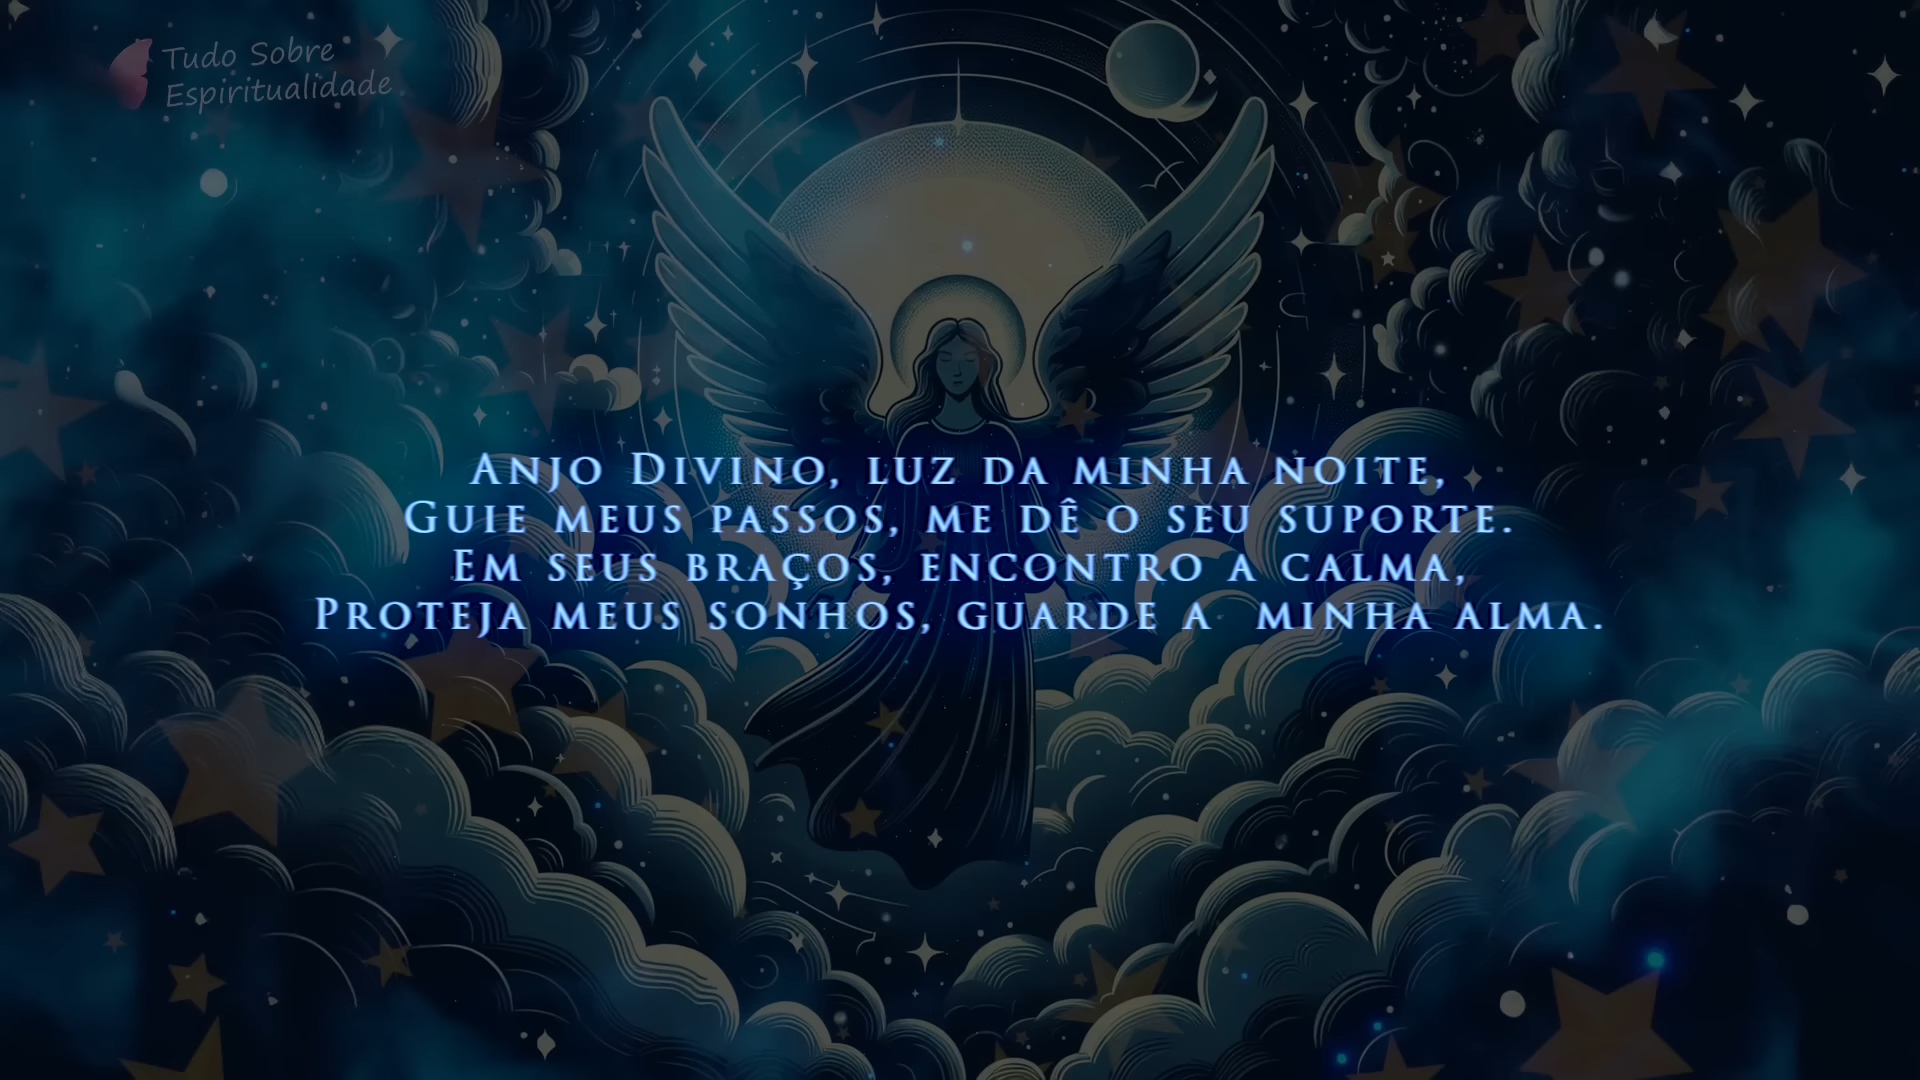 Tudo Sobre
Espiritualidade
Anjo Divino, luz da minha noite,
Guie meus passos, me dê o seu suporte.
Em seus braços, encontro a calma,
Proteja meus sonhos, guarde a minha alma.